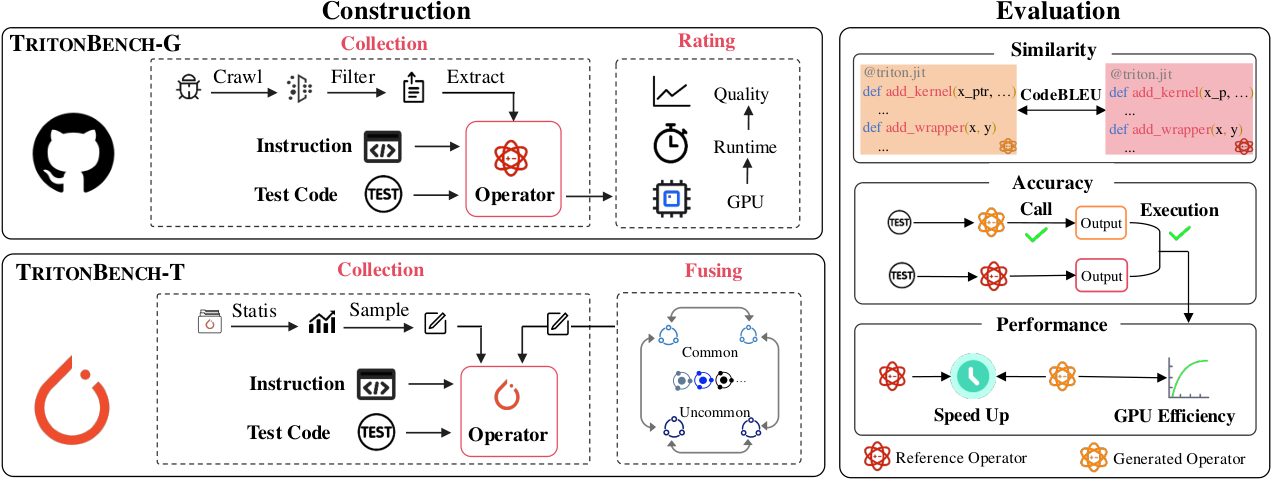 Construction
TRITONBENCH-G
Collection
Rating
Crawl
Filter
Extract
Quality
Instruction
</>
Runtime
Test Code
TEST
Operator
GPU
TRITONBENCH-T
Collection
Fusing
Statis
Sample
Common
...
Instruction
</>
Uncommon
Test Code
TEST
Operator
Evaluation
Similarity
@triton.jit
def add_kernel(x_ptr, …)
...
def add_wrapper(x, y)
...
CodeBLEU
@triton.jit
def add_kernel(x_p, …)
...
def add_wrapper(x, y)
...
Accuracy
TEST
Call
Output
Execution
TEST
Output
Performance
Speed Up
GPU Efficiency
Reference Operator
Generated Operator